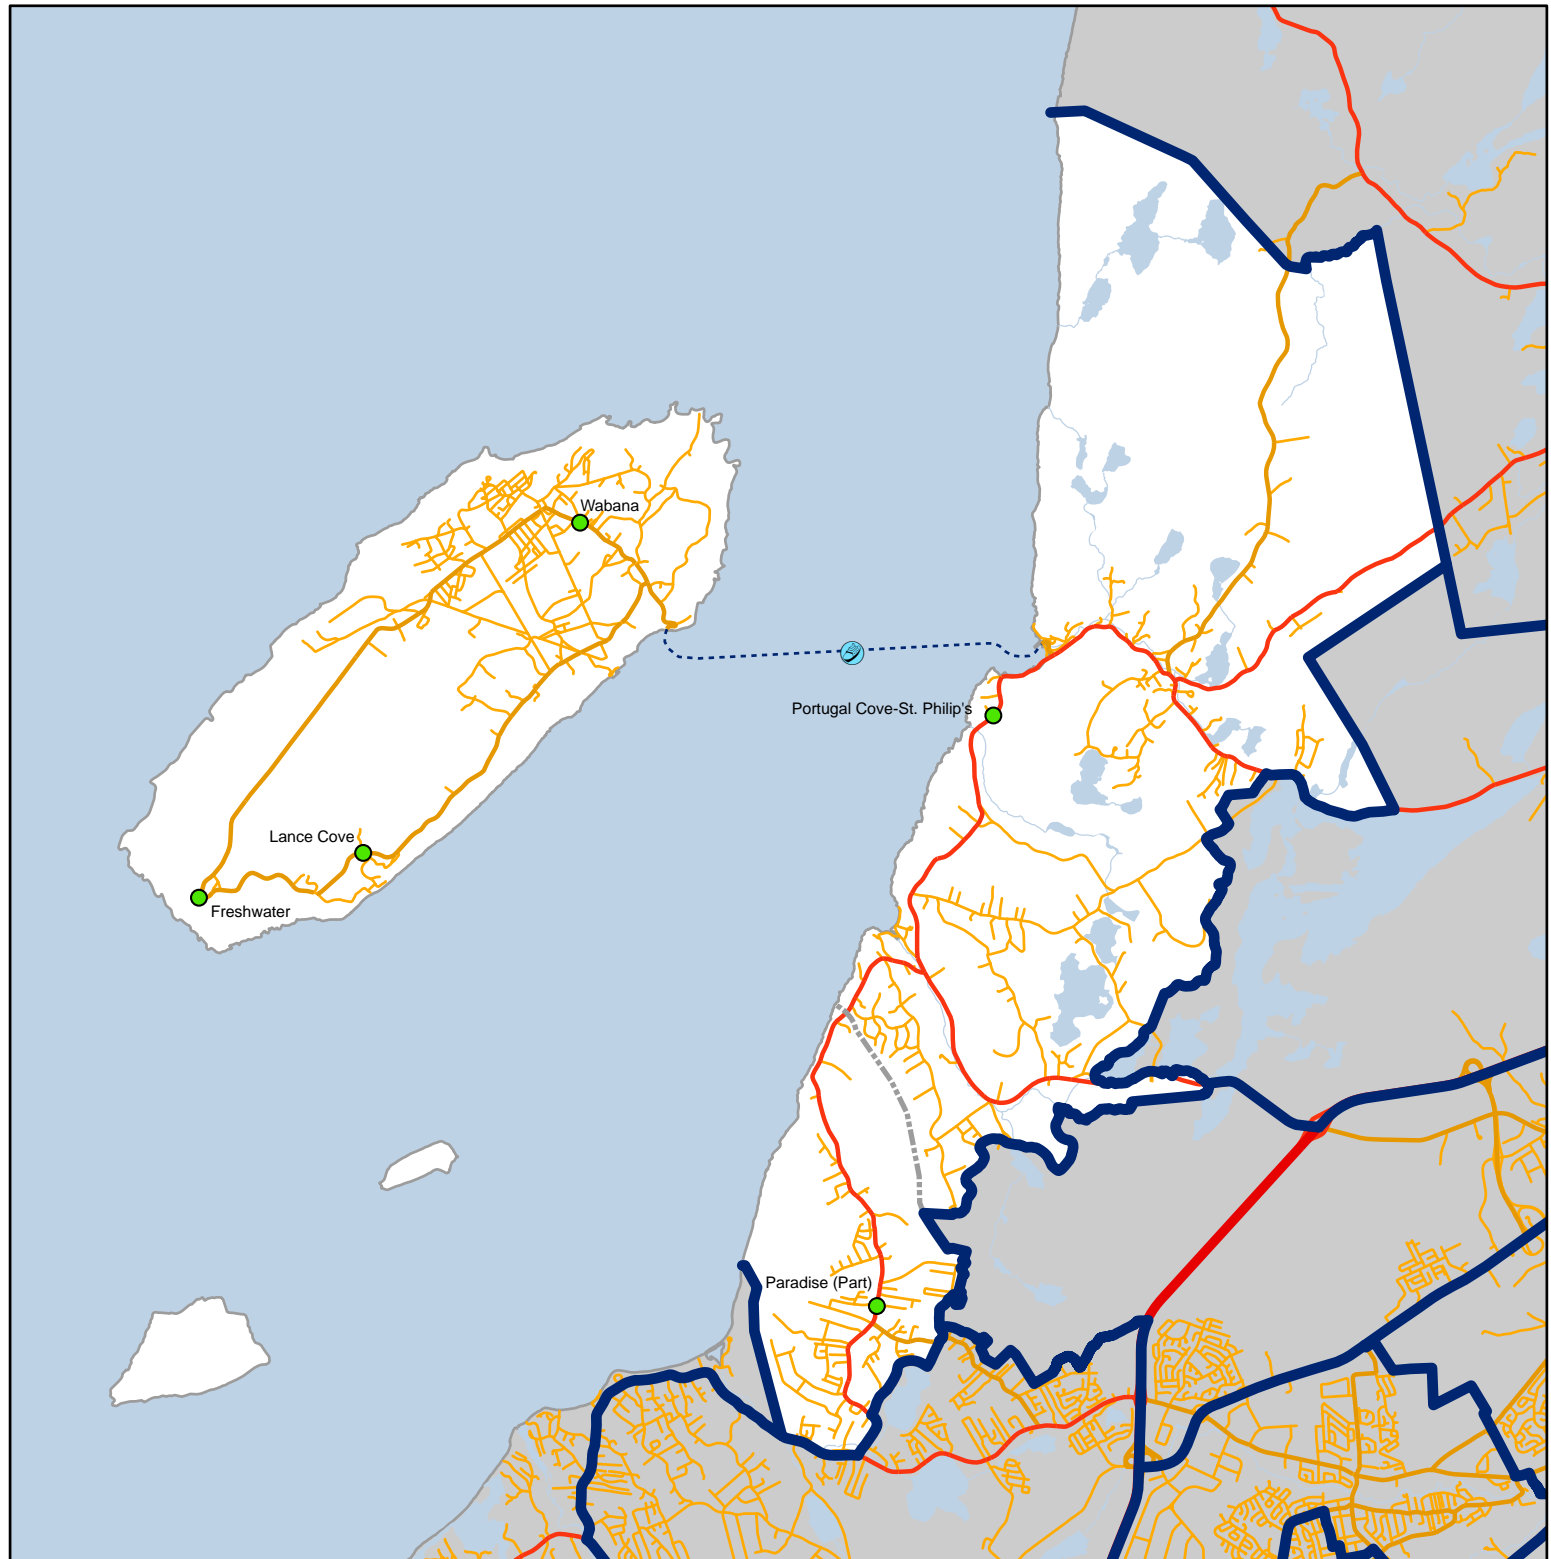 Wabana
Portugal Cove-St. Philip's
Lance Cove
Freshwater
Paradise (Part)